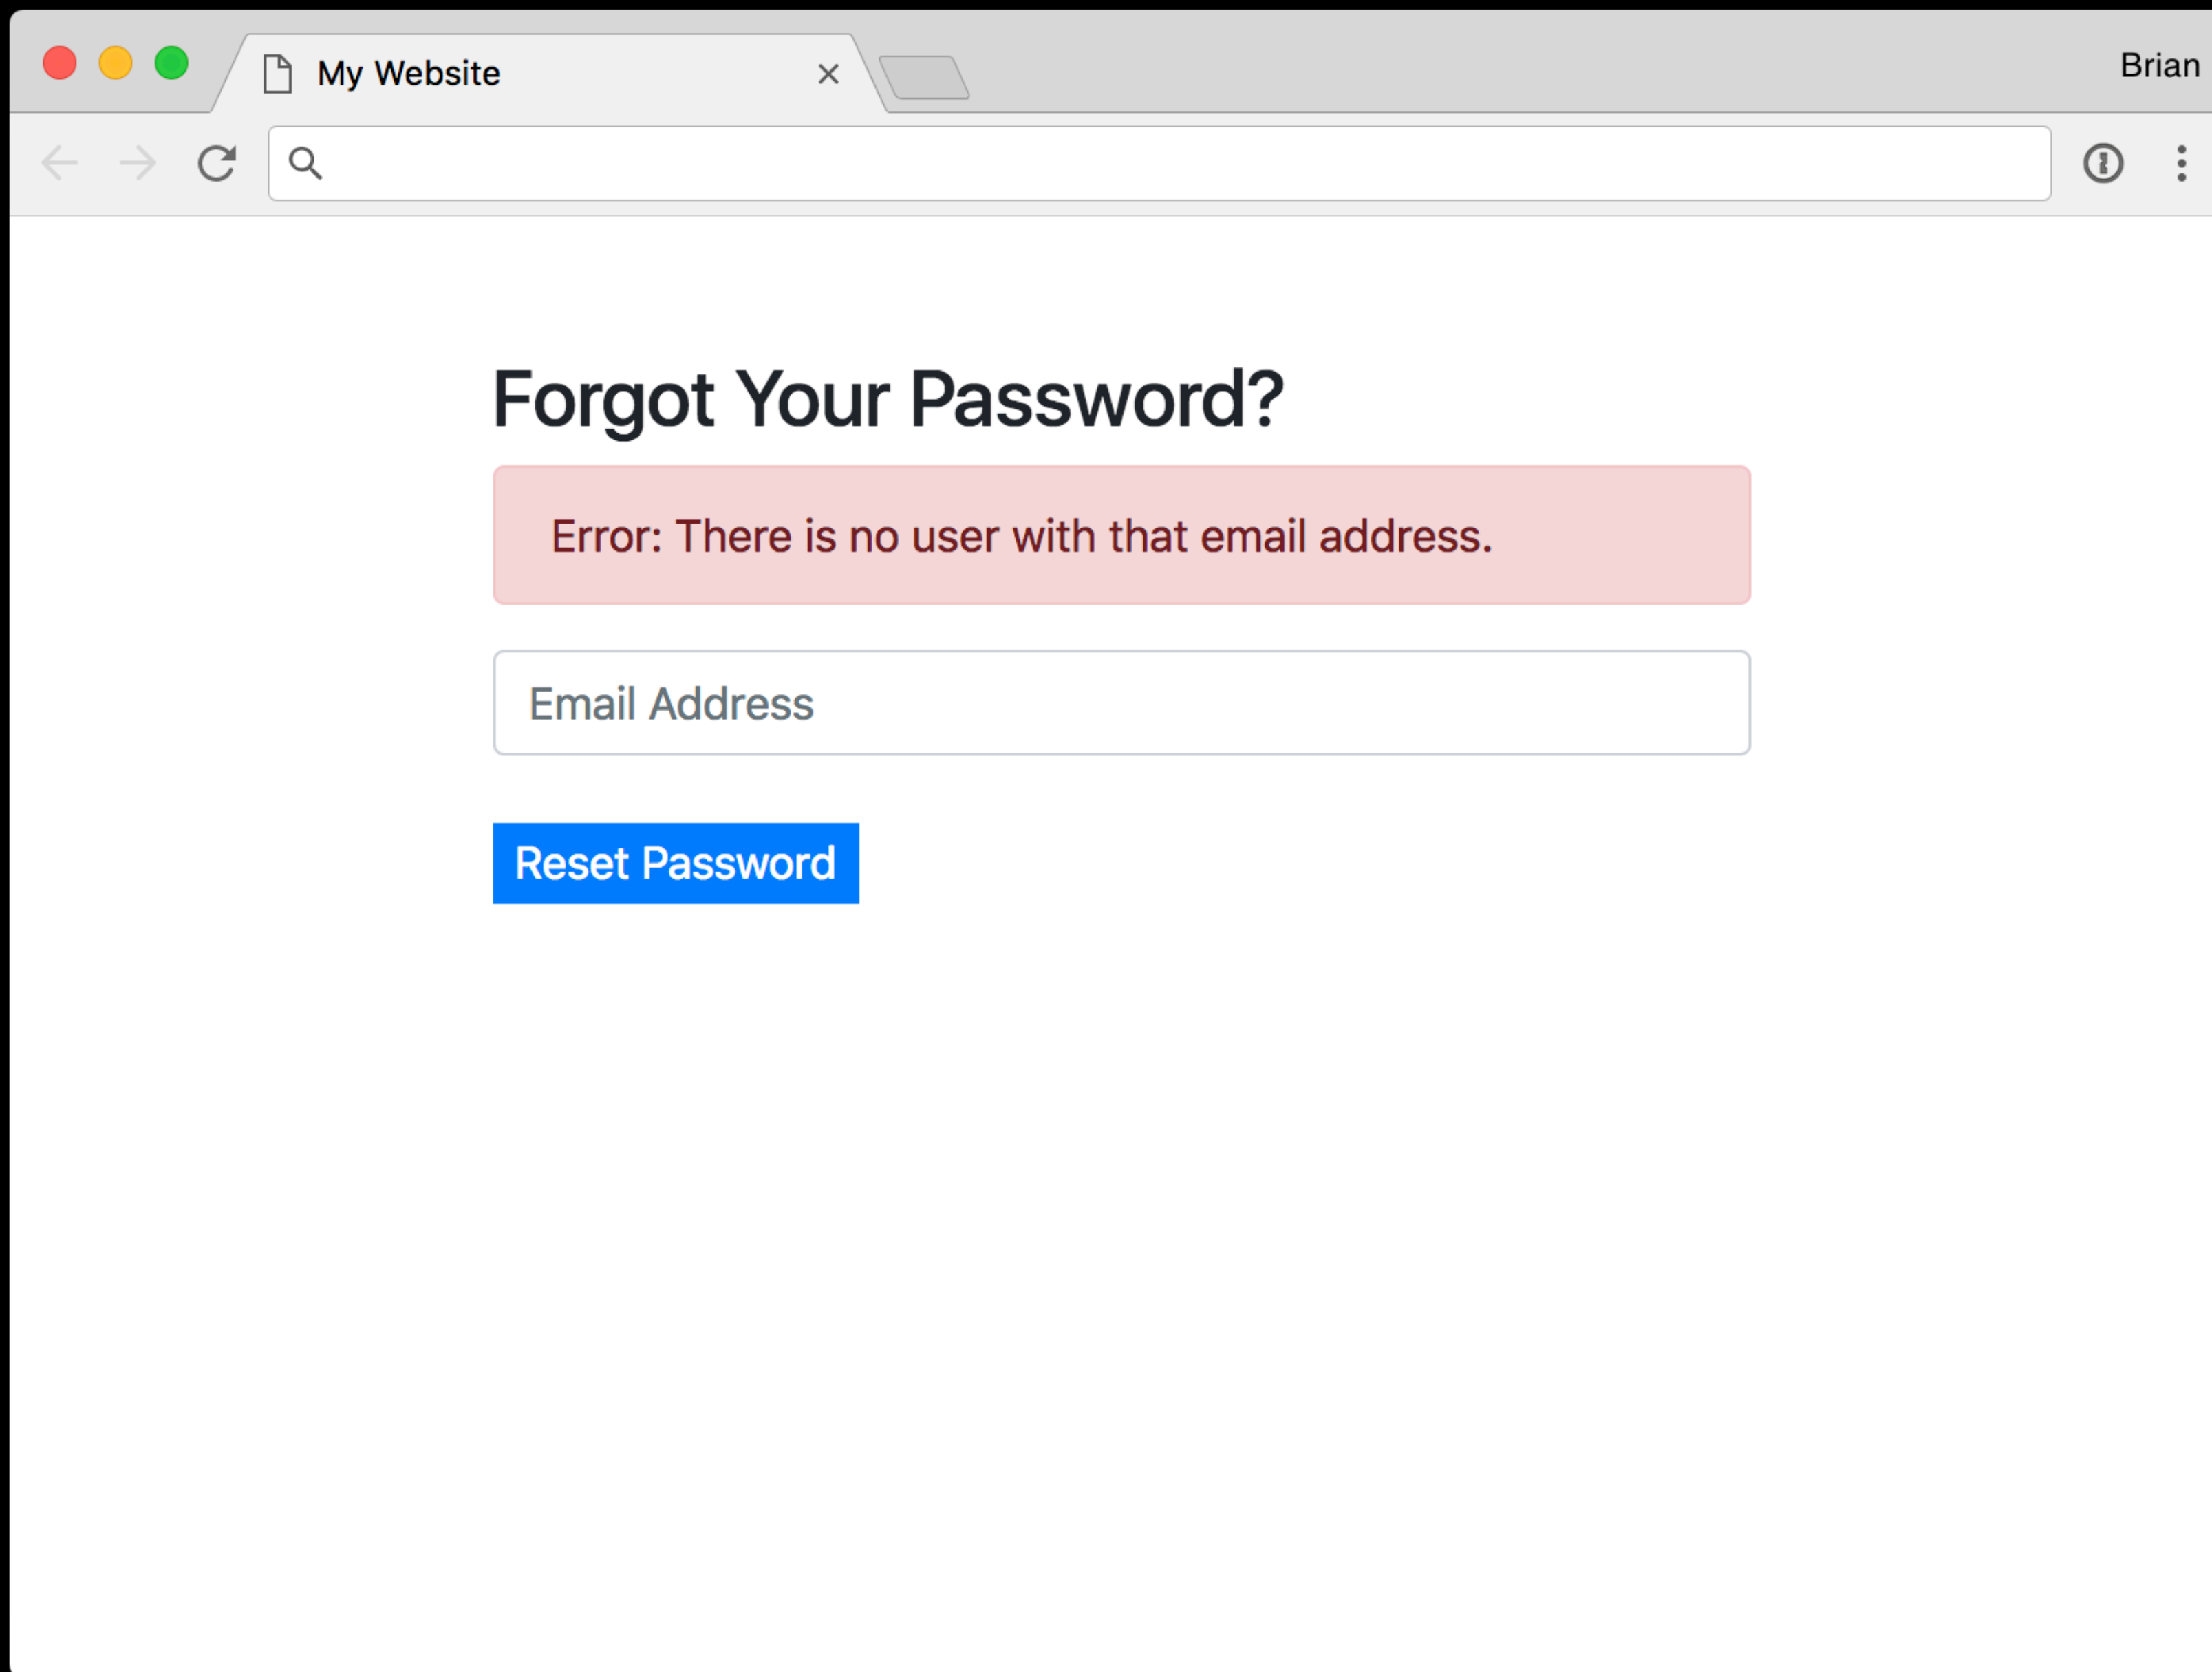 My Website
Brian
Forgot Your Password?
Error: There is no user with that email address.
Email Address
Reset Password